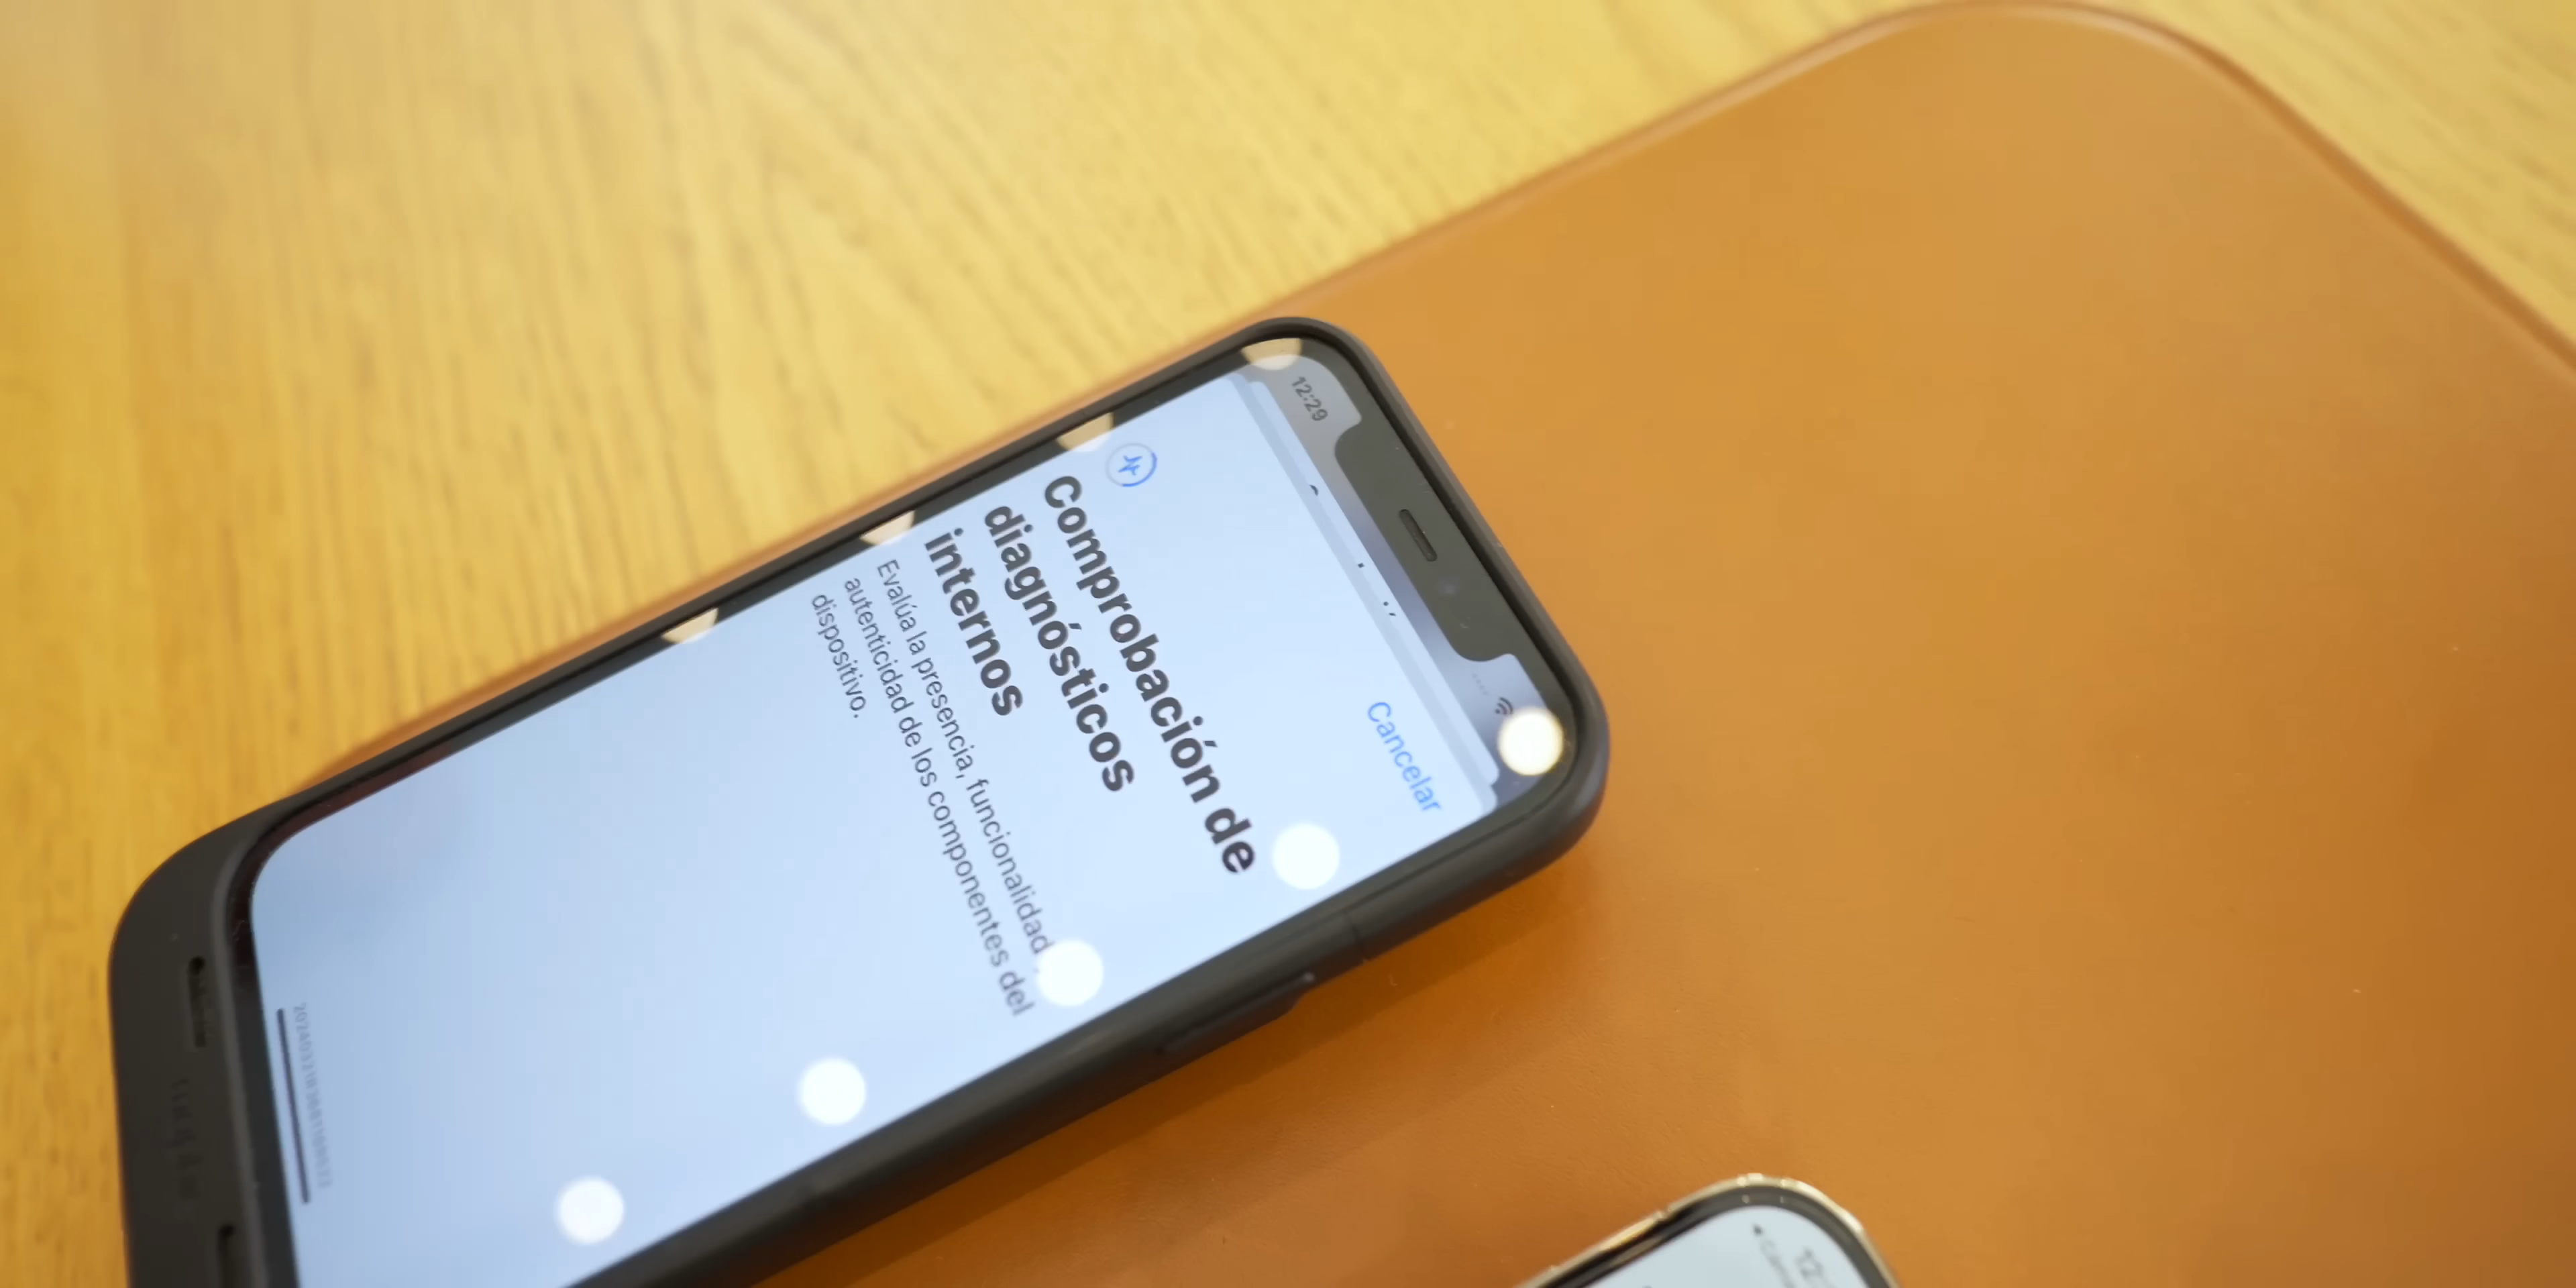 12:29
Cancelar
Comprobación de
diagnósticos
internos
Evalúa la presencia, funcionalidad
autenticidad de los componentes del
dispositivo.